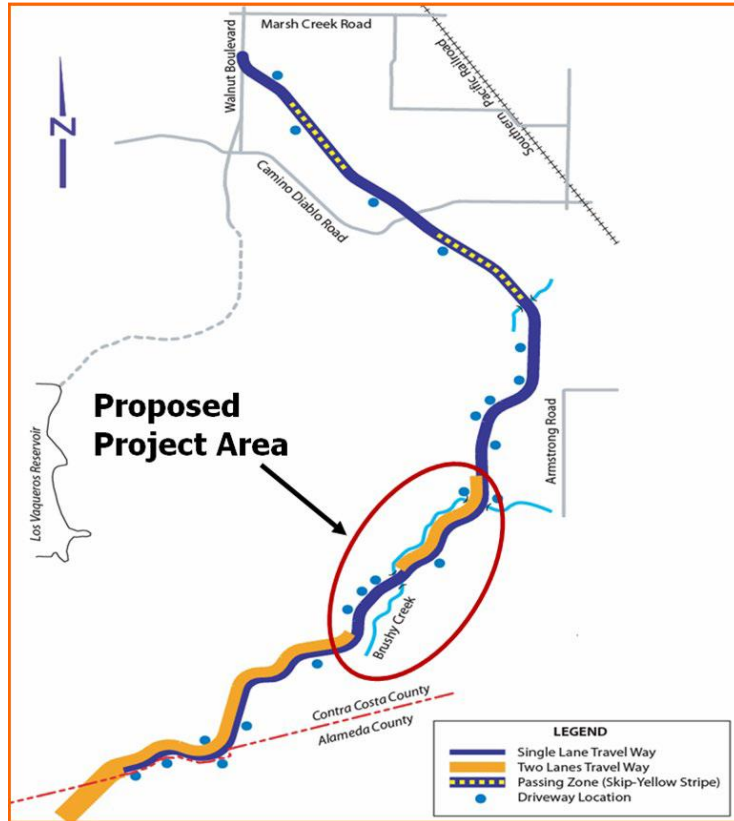 Marsh Creek Road
Walnut Boulevard
Southern
Pacific Railroad
N
Camino Diablo Road
Proposed
Project Area
Armstrong Road
Los Vaqueros Reservoir
Brushy Creek
Contra Costa County
Alameda County
LEGEND
Single Lane Travel Way
Two Lanes Travel Way
Passing Zone (Skip-Yellow Stripe)
Driveway Location